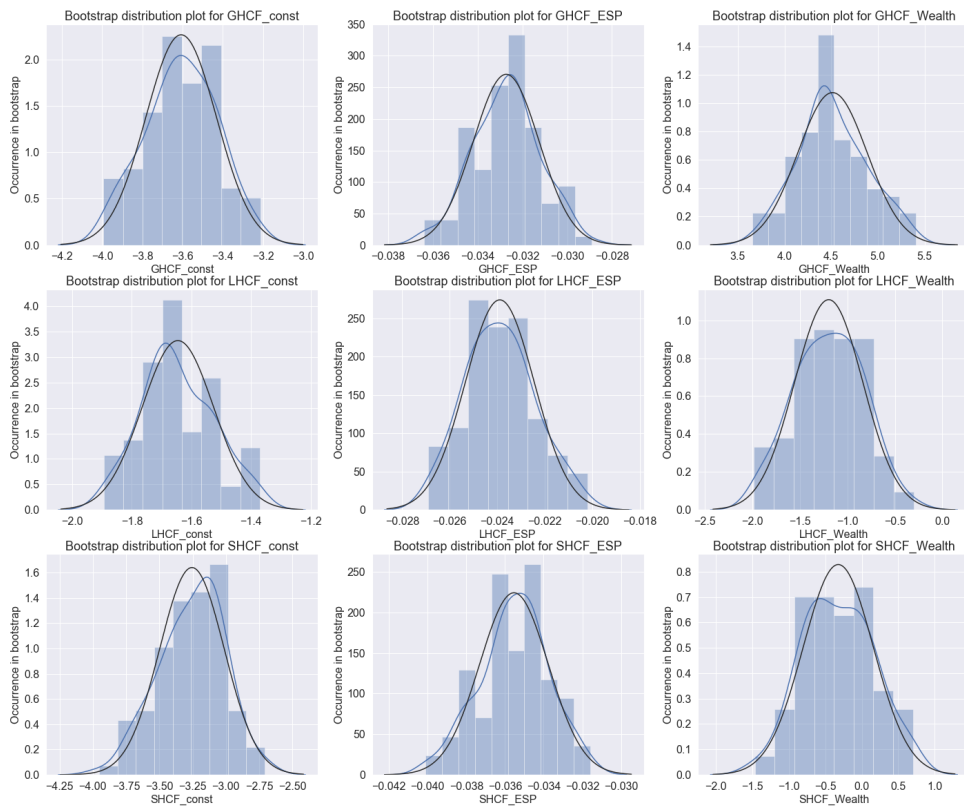 Bootstrap distribution plot for GHCF_const
Occurrence in bootstrap
2.0
1.5
1.0
0.5
0.0
−4.2 −4.0 −3.8 −3.6 −3.4 −3.2 −3.0
GHCF_const
Bootstrap distribution plot for GHCF_ESP
Occurrence in bootstrap
350
300
250
200
150
100
50
0
−0.038 −0.036 −0.034 −0.032 −0.030 −0.028
GHCF_ESP
Bootstrap distribution plot for GHCF_Wealth
Occurrence in bootstrap
1.4
1.2
1.0
0.8
0.6
0.4
0.2
0.0
3.5 4.0 4.5 5.0 5.5
GHCF_Wealth
Bootstrap distribution plot for LHCF_const
Occurrence in bootstrap
4.0
3.5
3.0
2.5
2.0
1.5
1.0
0.5
0.0
−2.0 −1.8 −1.6 −1.4 −1.2
LHCF_const
Bootstrap distribution plot for LHCF_ESP
Occurrence in bootstrap
250
200
150
100
50
0
−0.028 −0.026 −0.024 −0.022 −0.020 −0.018
LHCF_ESP
Bootstrap distribution plot for LHCF_Wealth
Occurrence in bootstrap
1.0
0.8
0.6
0.4
0.2
0.0
−2.5 −2.0 −1.5 −1.0 −0.5 0.0
LHCF_Wealth
Bootstrap distribution plot for SHCF_const
Occurrence in bootstrap
1.6
1.4
1.2
1.0
0.8
0.6
0.4
0.2
0.0
−4.25 −4.00 −3.75 −3.50 −3.25 −3.00 −2.75 −2.50
SHCF_const
Bootstrap distribution plot for SHCF_ESP
Occurrence in bootstrap
250
200
150
100
50
0
−0.042 −0.040 −0.038 −0.036 −0.034 −0.032 −0.030
SHCF_ESP
Bootstrap distribution plot for SHCF_Wealth
Occurrence in bootstrap
0.8
0.7
0.6
0.5
0.4
0.3
0.2
0.1
0.0
−2.0 −1.5 −1.0 −0.5 0.0 0.5 1.0
SHCF_Wealth